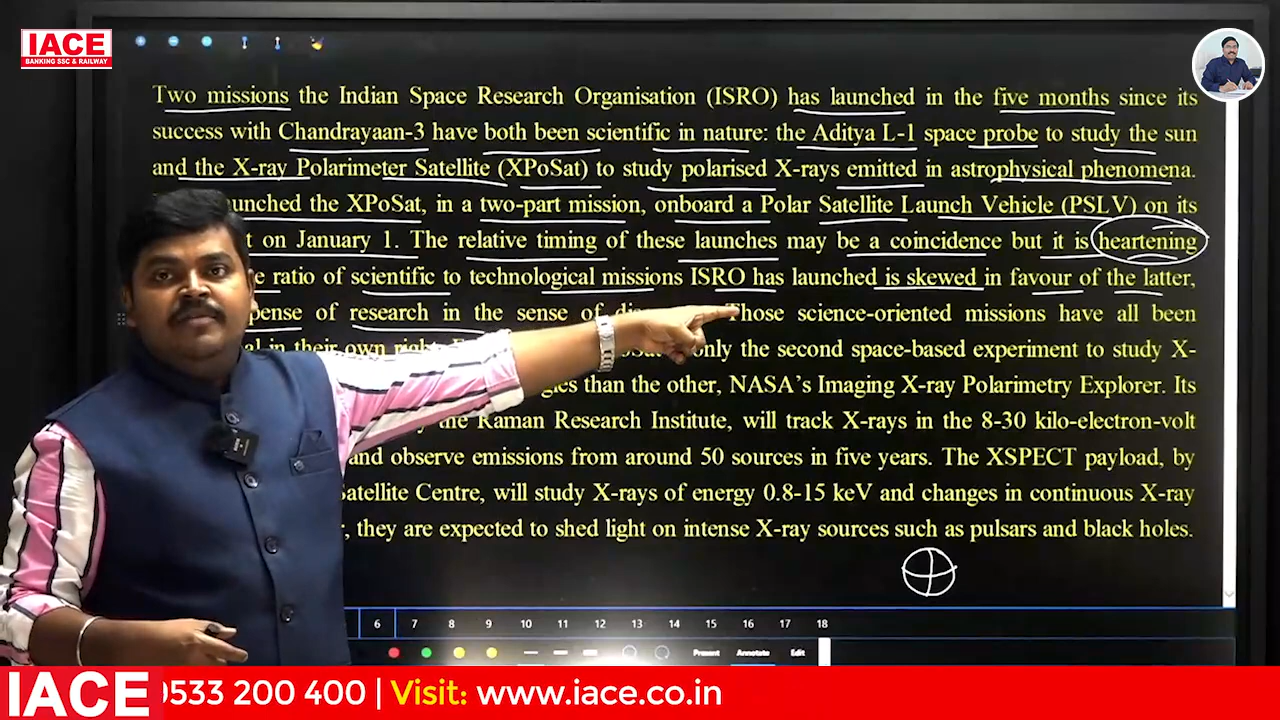 IACE
BANKING SSC & RAILWAY
Two missions the Indian Space Research Organisation (ISRO) has launched in the five months since its
success with Chandrayaan-3 have both been scientific in nature: the Aditya L-1 space probe to study the sun
and the X-ray Polarimeter Satellite (XPoSat) to study polarised X-rays emitted in astrophysical phenomena.
unched the XPoSat, in a two-part mission, onboard a Polar Satellite Launch Vehicle (PSLV) on its
t on January 1. The relative timing of these launches may be a coincidence but it is heartening
e ratio of scientific to technological missions ISRO has launched is skewed in favour of the latter,
pense of research in the sense of Those science-oriented missions have all been
al in their own right. only the second space-based experiment to study X-
gies than the other, NASA's Imaging X-ray Polarimetry Explorer. Its
y the Raman Research Institute, will track X-rays in the 8-30 kilo-electron-volt
and observe emissions from around 50 sources in five years. The XSPECT payload, by
Satellite Centre, will study X-rays of energy 0.8-15 keV and changes in continuous X-ray
r, they are expected to shed light on intense X-ray sources such as pulsars and black holes.
6 7 8 9 10 11 12 13 14 15 16 17 18
Present Annotate Edit
IACE 9533 200 400 | Visit: www.iace.co.in